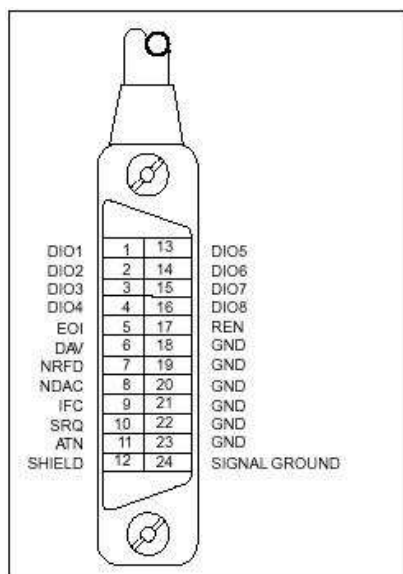 DIO1 1 13 DIO5
DIO2 2 14 DIO6
DIO3 3 15 DIO7
DIO4 4 16 DIO8
EOI 5 17 REN
DAV 6 18 GND
NRFD 7 19 GND
NDAC 8 20 GND
IFC 9 21 GND
SRQ 10 22 GND
ATN 11 23 GND
SHIELD 12 24 SIGNAL GROUND